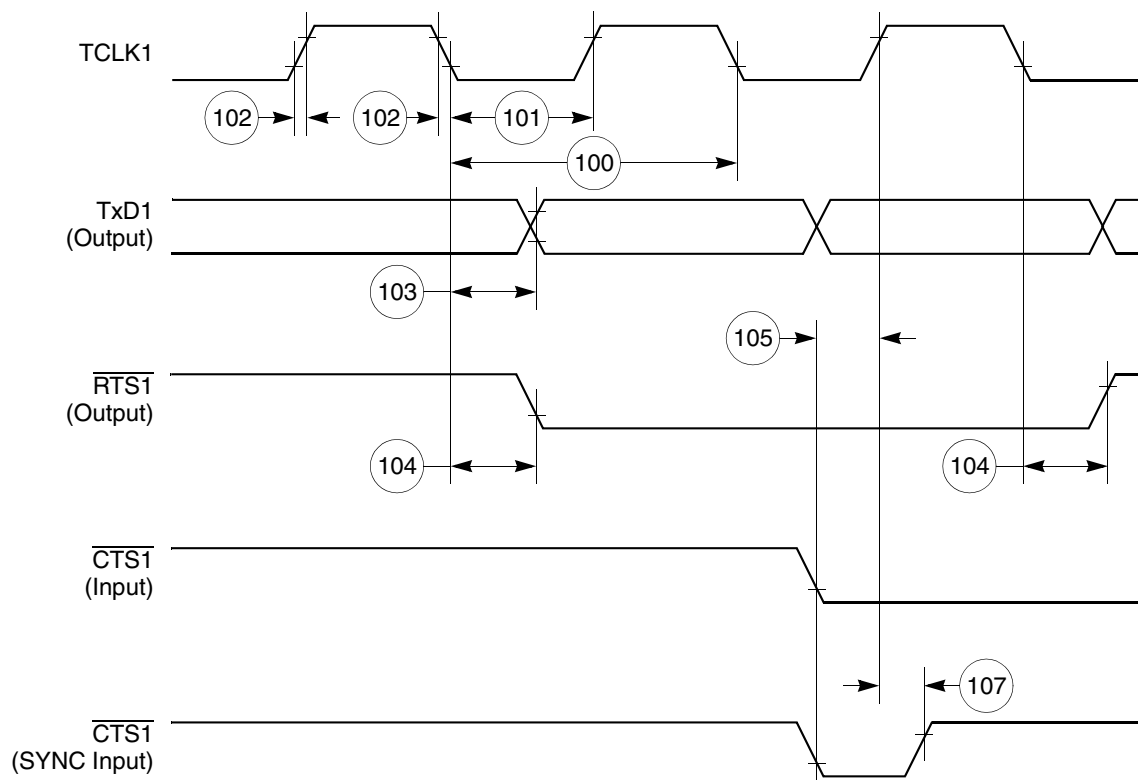 TCLK1
102
102
101
100
TxD1
(Output)
103
105
RTS1
(Output)
104
104
CTS1
(Input)
107
CTS1
(SYNC Input)